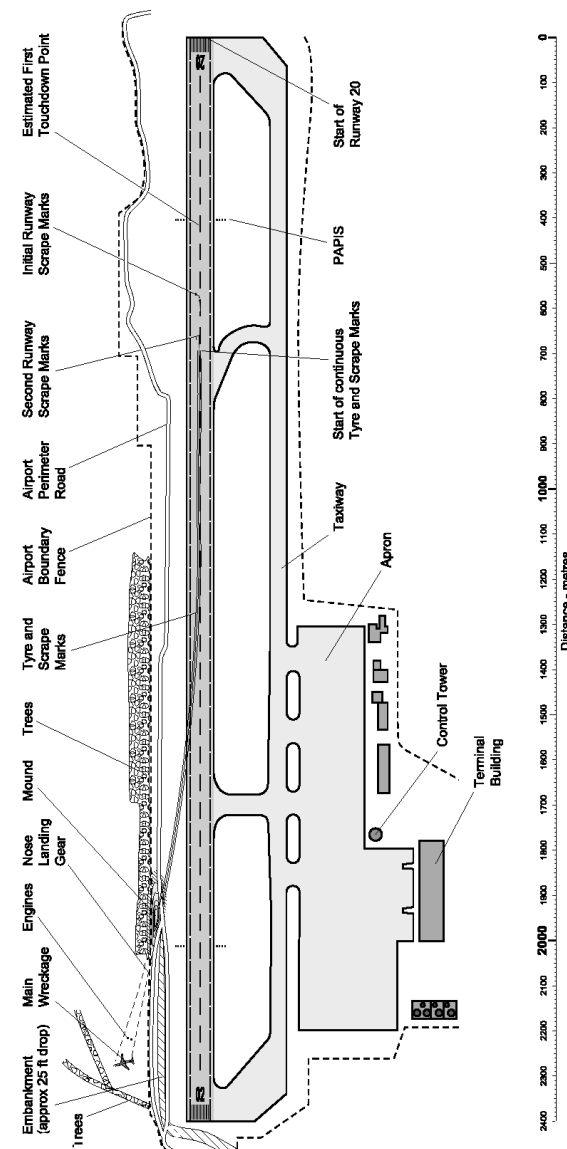 Embankment
(approx 25 ft drop)
Main
Wreckage
Engines
Nose
Landing
Gear
Mound
Trees
Tyre and
Scrape
Marks
Airport
Boundary
Fence
Airport
Perimeter
Road
Second Runway
Scrape Marks
Initial Runway
Scrape Marks
Estimated First
Touchdown Point
Trees
02
20
Start of
Runway 20
PAPIS
Start of continuous
Tyre and Scrape Marks
Taxiway
Apron
Control Tower
Terminal
Building
2400
2300
2200
2100
2000
1900
1800
1700
1600
1500
1400
1300
1200
1100
1000
900
800
700
600
500
400
300
200
100
0
Distance - metres